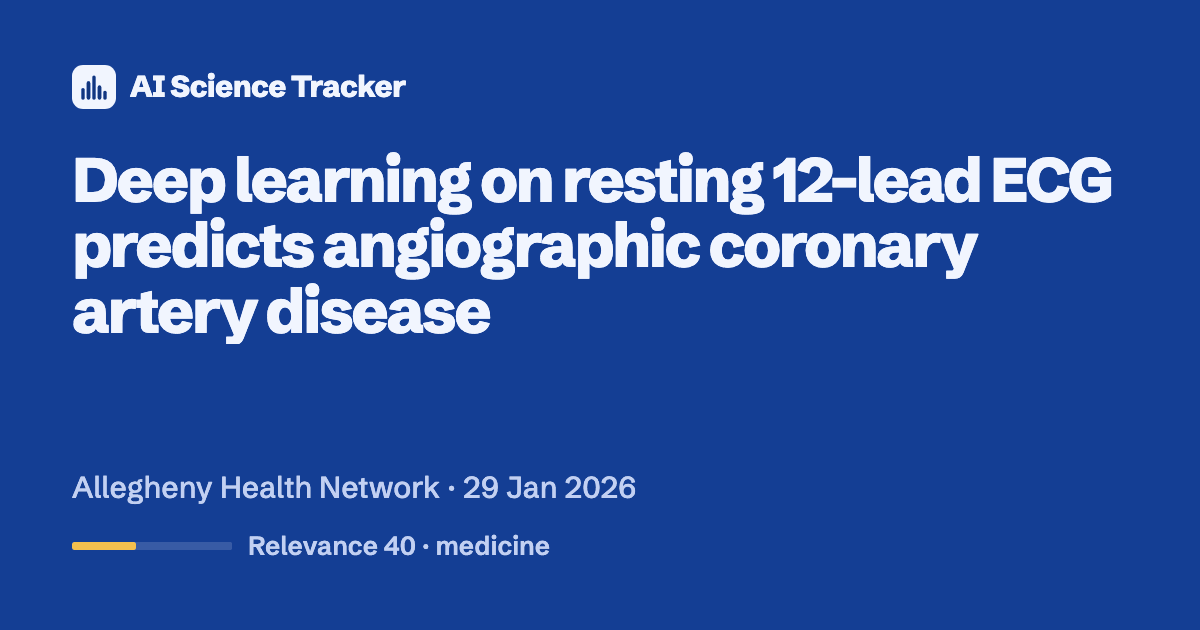 AI Science Tracker
Deep learning on resting 12-lead ECG
predicts angiographic coronary
artery disease
Allegheny Health Network · 29 Jan 2026
Relevance 40 · medicine